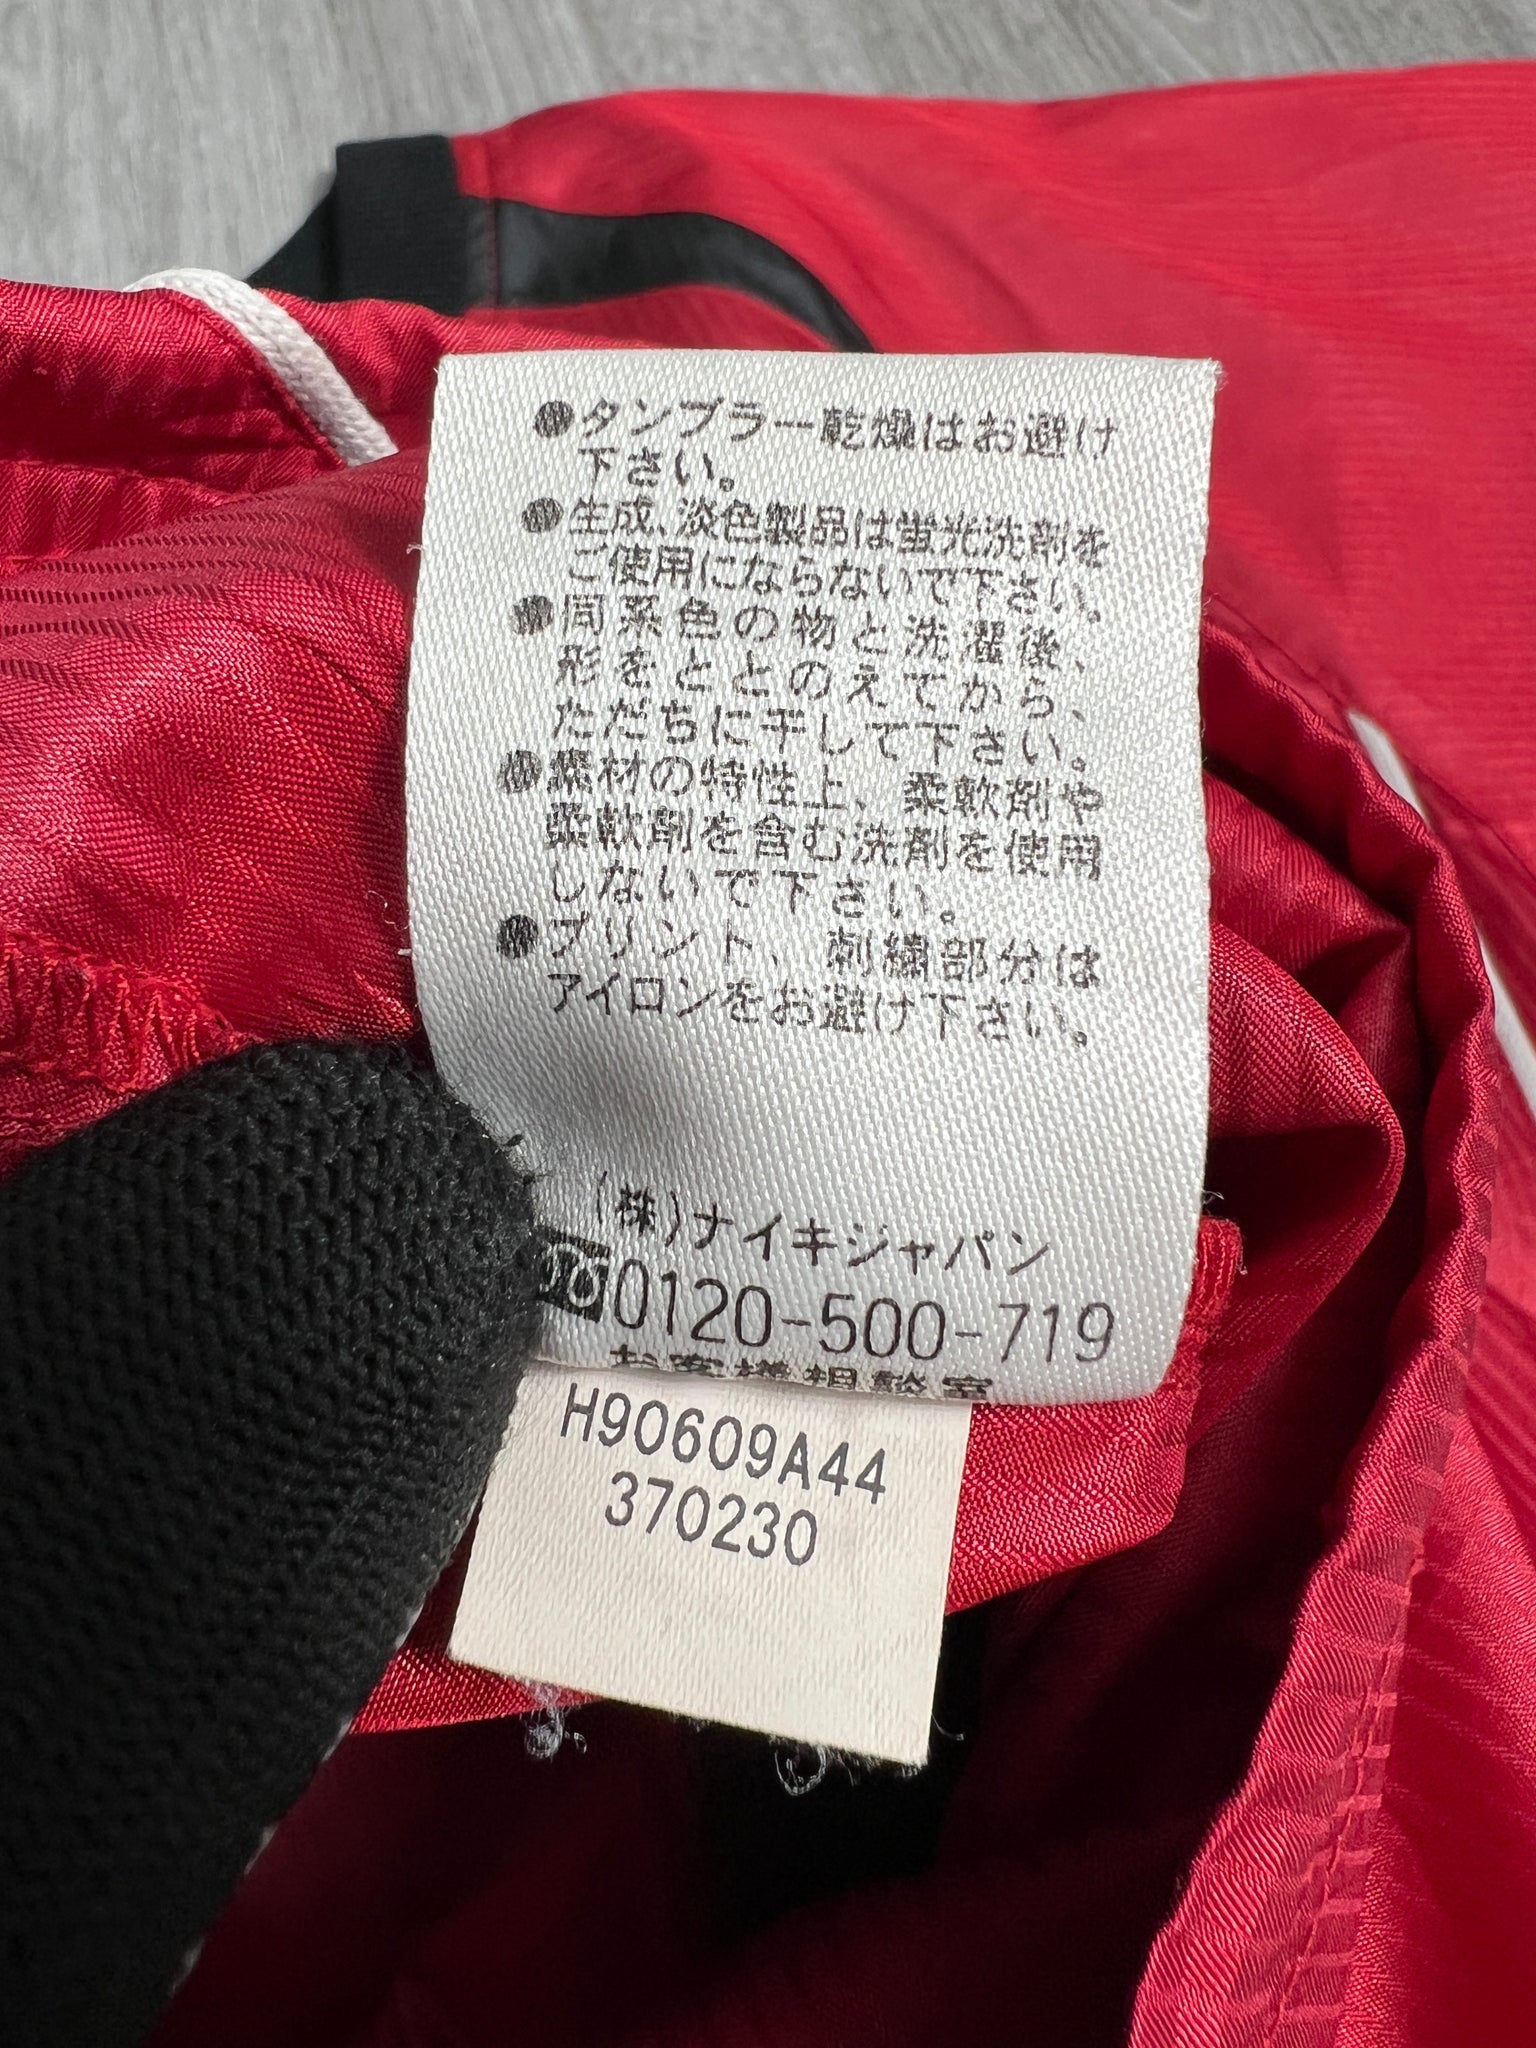 ●タンブラー乾燥はお避け
下さい。
●生成、淡色製品は蛍光洗剤を
ご使用にならないで下さい。
●同系色の物と洗濯後、
形をととのえてから、
ただちに干して下さい。
●素材の特性上、柔軟剤や
柔軟剤を含む洗剤を使用
しないで下さい。
●プリント、刺繍部分は
アイロンをお避け下さい。
(株)ナイキジャパン
0120-500-719
お客様相談室
H90609A44
370230